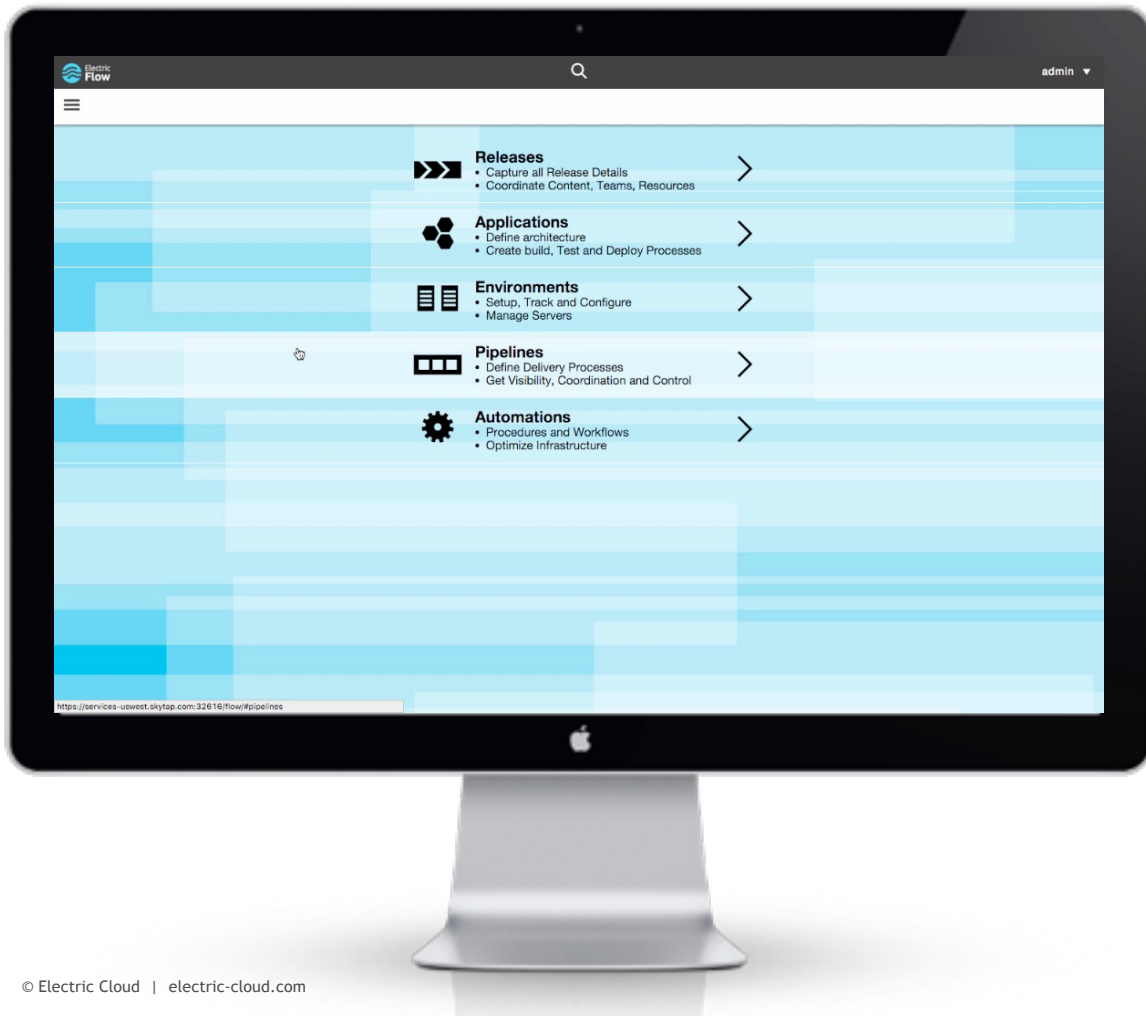 Electric
Flow
admin
Releases
• Capture all Release Details
• Coordinate Content, Teams, Resources
Applications
• Define architecture
• Create build, Test and Deploy Processes
Environments
• Setup, Track and Configure
• Manage Servers
Pipelines
• Define Delivery Processes
• Get Visibility, Coordination and Control
Automations
• Procedures and Workflows
• Optimize Infrastructure
https://services-uswest.skytap.com:32616/flow/#pipelines
© Electric Cloud | electric-cloud.com